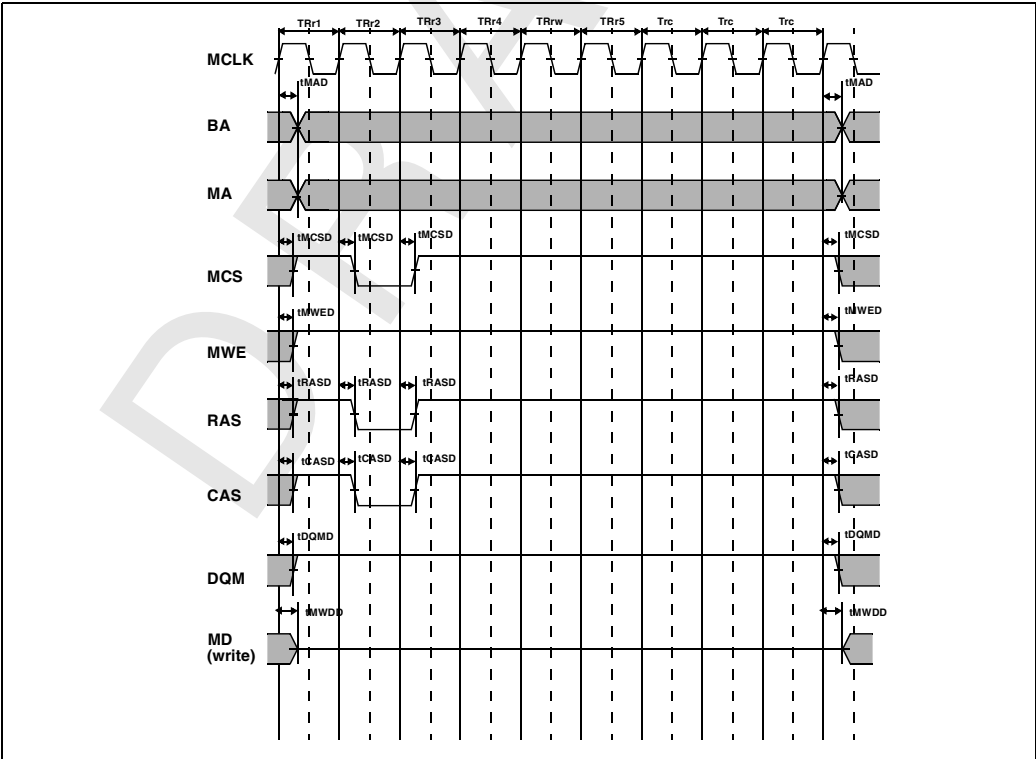 TRr1 TRr2 TRr3 TRr4 TRrw TRr5 Trc Trc Trc
MCLK
tMAD tMAD
BA
MA
tMCSD tMCSD tMCSD tMCSD
MCS
tMWED tMWED
MWE
tRASD tRASD tRASD tRASD
RAS
tCASD tCASD tCASD tCASD
CAS
tDQMD tDQMD
DQM
tMWDD tMWDD
MD
(write)
DRA